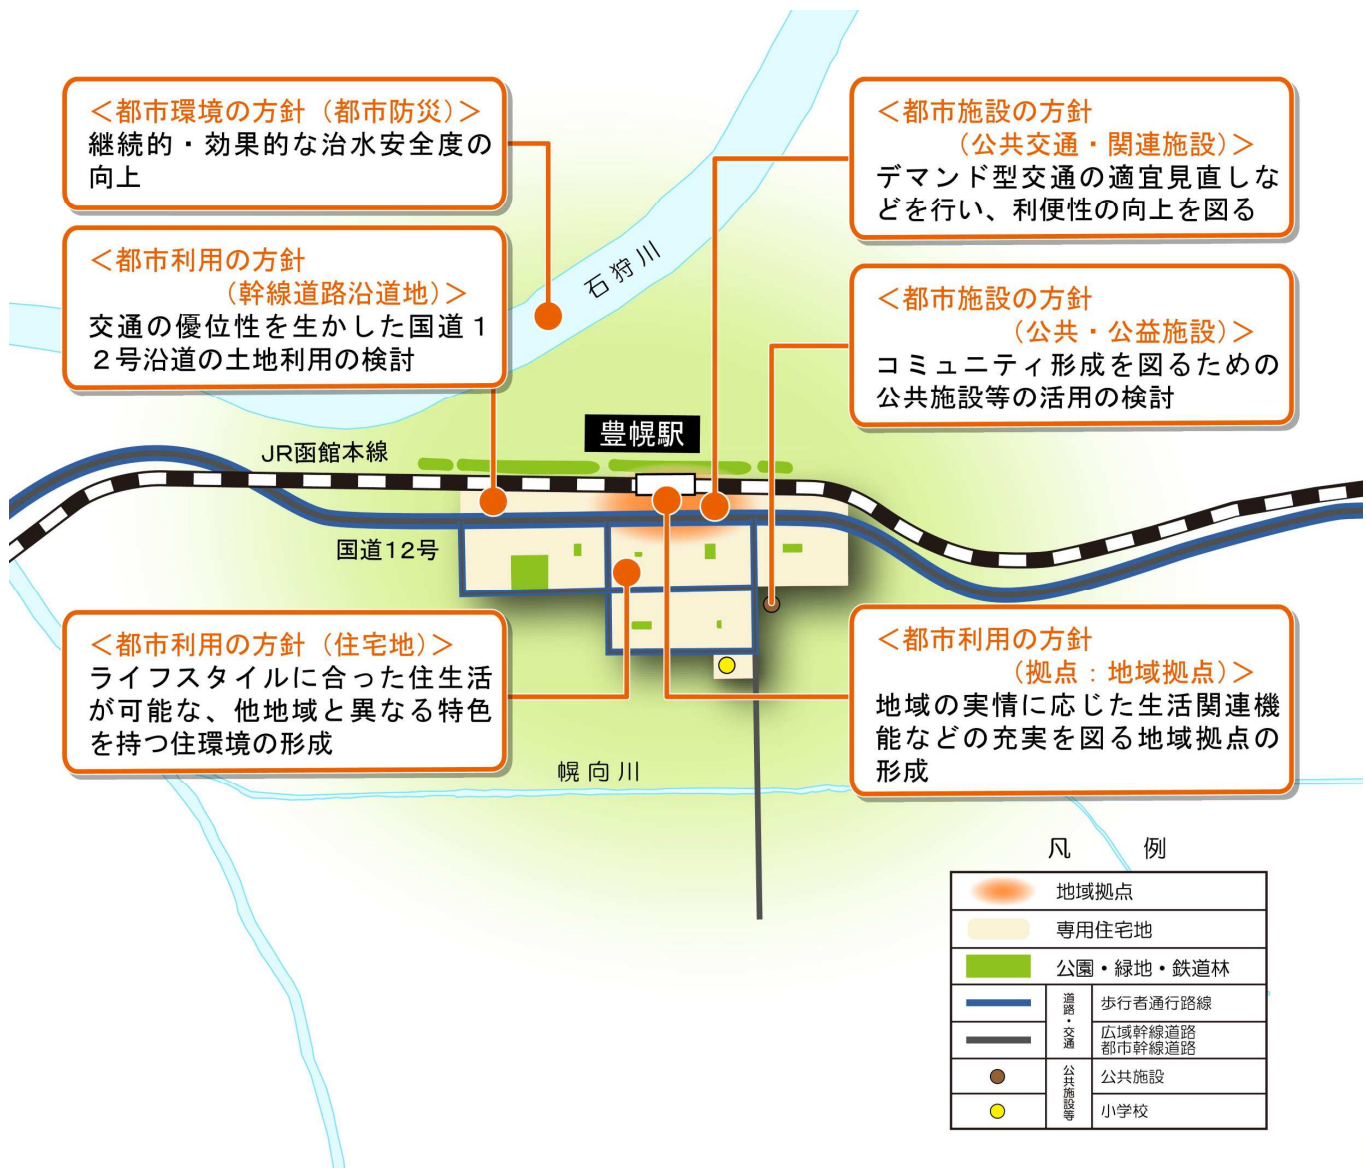 ＜都市環境の方針（都市防災）＞
継続的・効果的な治水安全度の
向上
＜都市利用の方針
（幹線道路沿道地）＞
交通の優位性を生かした国道１
２号沿道の土地利用の検討
＜都市施設の方針
（公共交通・関連施設）＞
デマンド型交通の適宜見直しな
どを行い、利便性の向上を図る
＜都市施設の方針
（公共・公益施設）＞
コミュニティ形成を図るための
公共施設等の活用の検討
石狩川
豊幌駅
JR函館本線
国道12号
＜都市利用の方針（住宅地）＞
ライフスタイルに合った住生活
が可能な、他地域と異なる特色
を持つ住環境の形成
＜都市利用の方針
（拠点：地域拠点）＞
地域の実情に応じた生活関連機
能などの充実を図る地域拠点の
形成
幌向川
凡　例
地域拠点
専用住宅地
公園・緑地・鉄道林
道路・交通
歩行者通行路線
広域幹線道路
都市幹線道路
公共施設等
公共施設
小学校